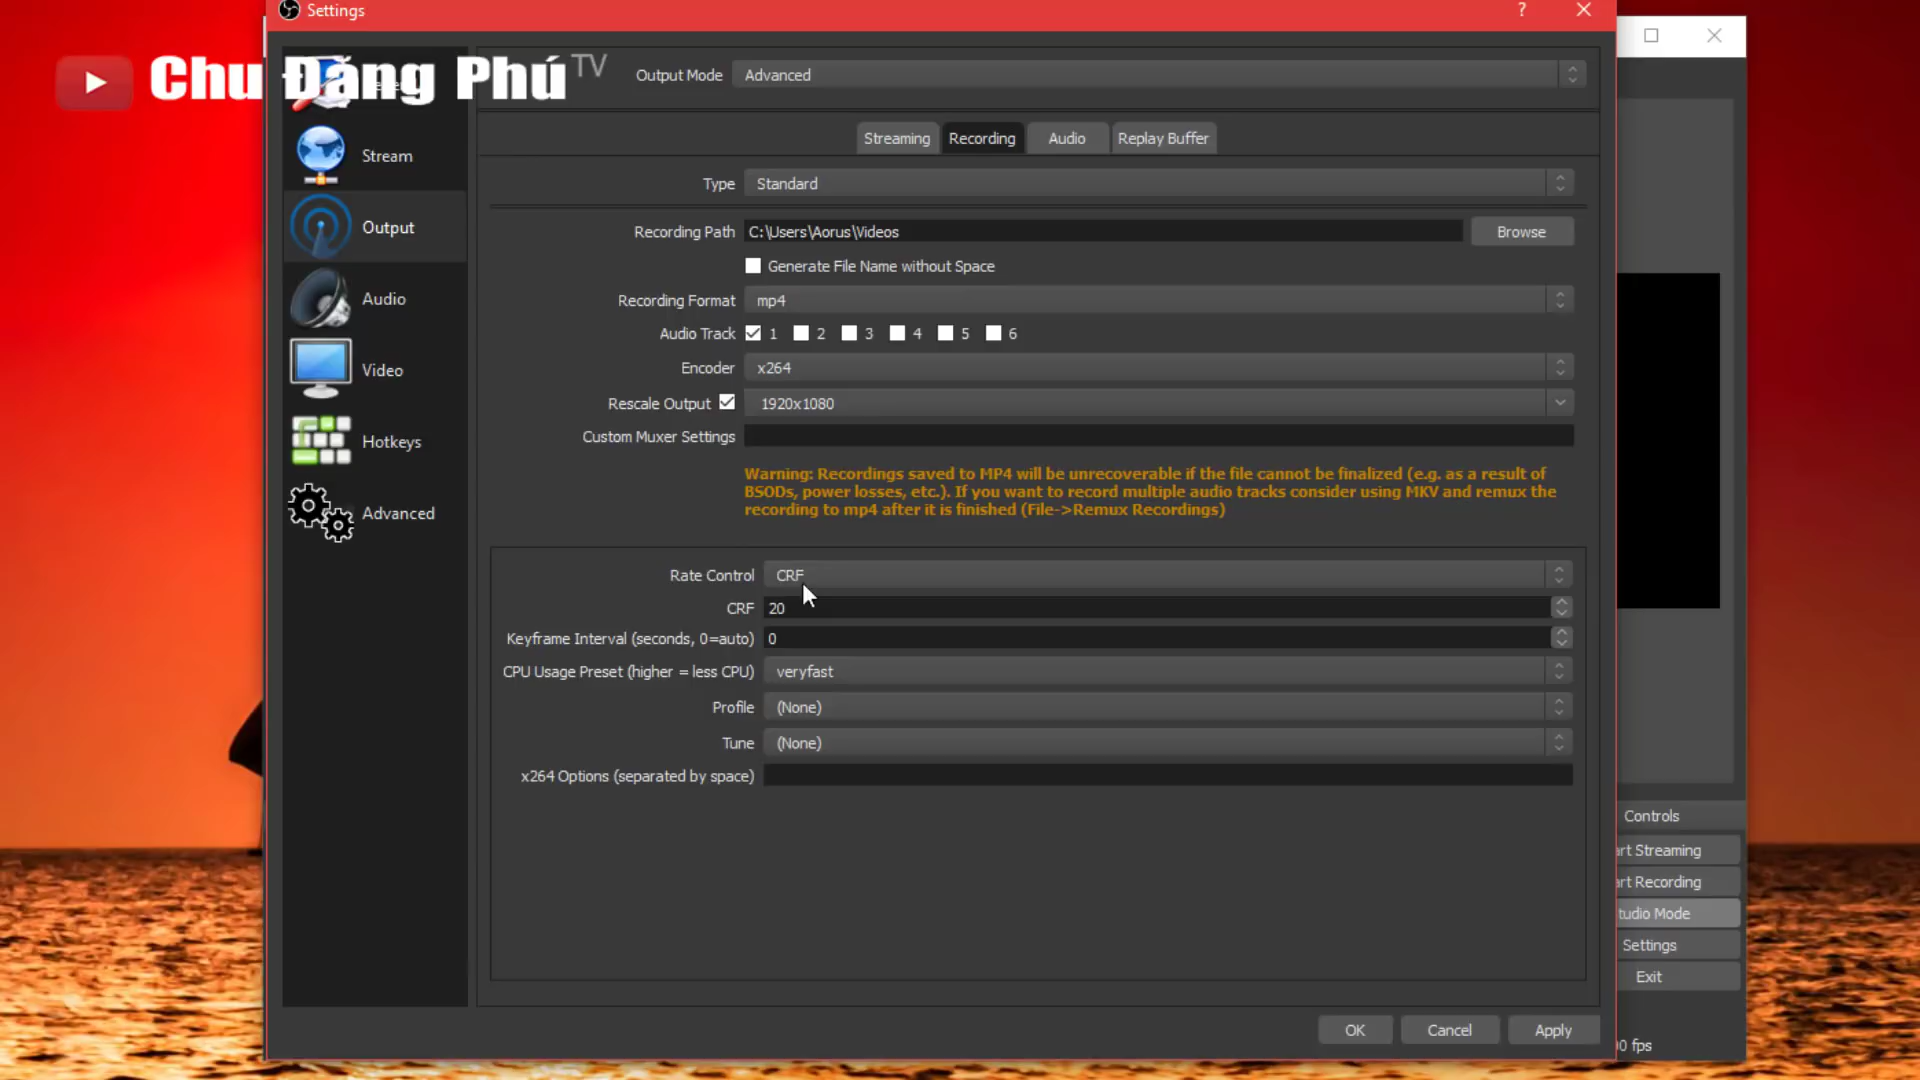 Settings
?
Chu Đăng Phú TV
Output Mode
Advanced
Stream
Output
Audio
Video
Hotkeys
Advanced
Streaming
Recording
Audio
Replay Buffer
Type
Standard
Recording Path
C:\Users\Aorus\Videos
Browse
Generate File Name without Space
Recording Format
mp4
Audio Track
1 2 3 4 5 6
Encoder
x264
Rescale Output
1920x1080
Custom Muxer Settings
Warning: Recordings saved to MP4 will be unrecoverable if the file cannot be finalized (e.g. as a result of
BSODs, power losses, etc.). If you want to record multiple audio tracks consider using MKV and remux the
recording to mp4 after it is finished (File->Remux Recordings)
Rate Control
CRF
CRF
20
Keyframe Interval (seconds, 0=auto)
0
CPU Usage Preset (higher = less CPU)
veryfast
Profile
(None)
Tune
(None)
x264 Options (separated by space)
OK
Cancel
Apply
Controls
art Streaming
art Recording
tudio Mode
Settings
Exit
0 fps